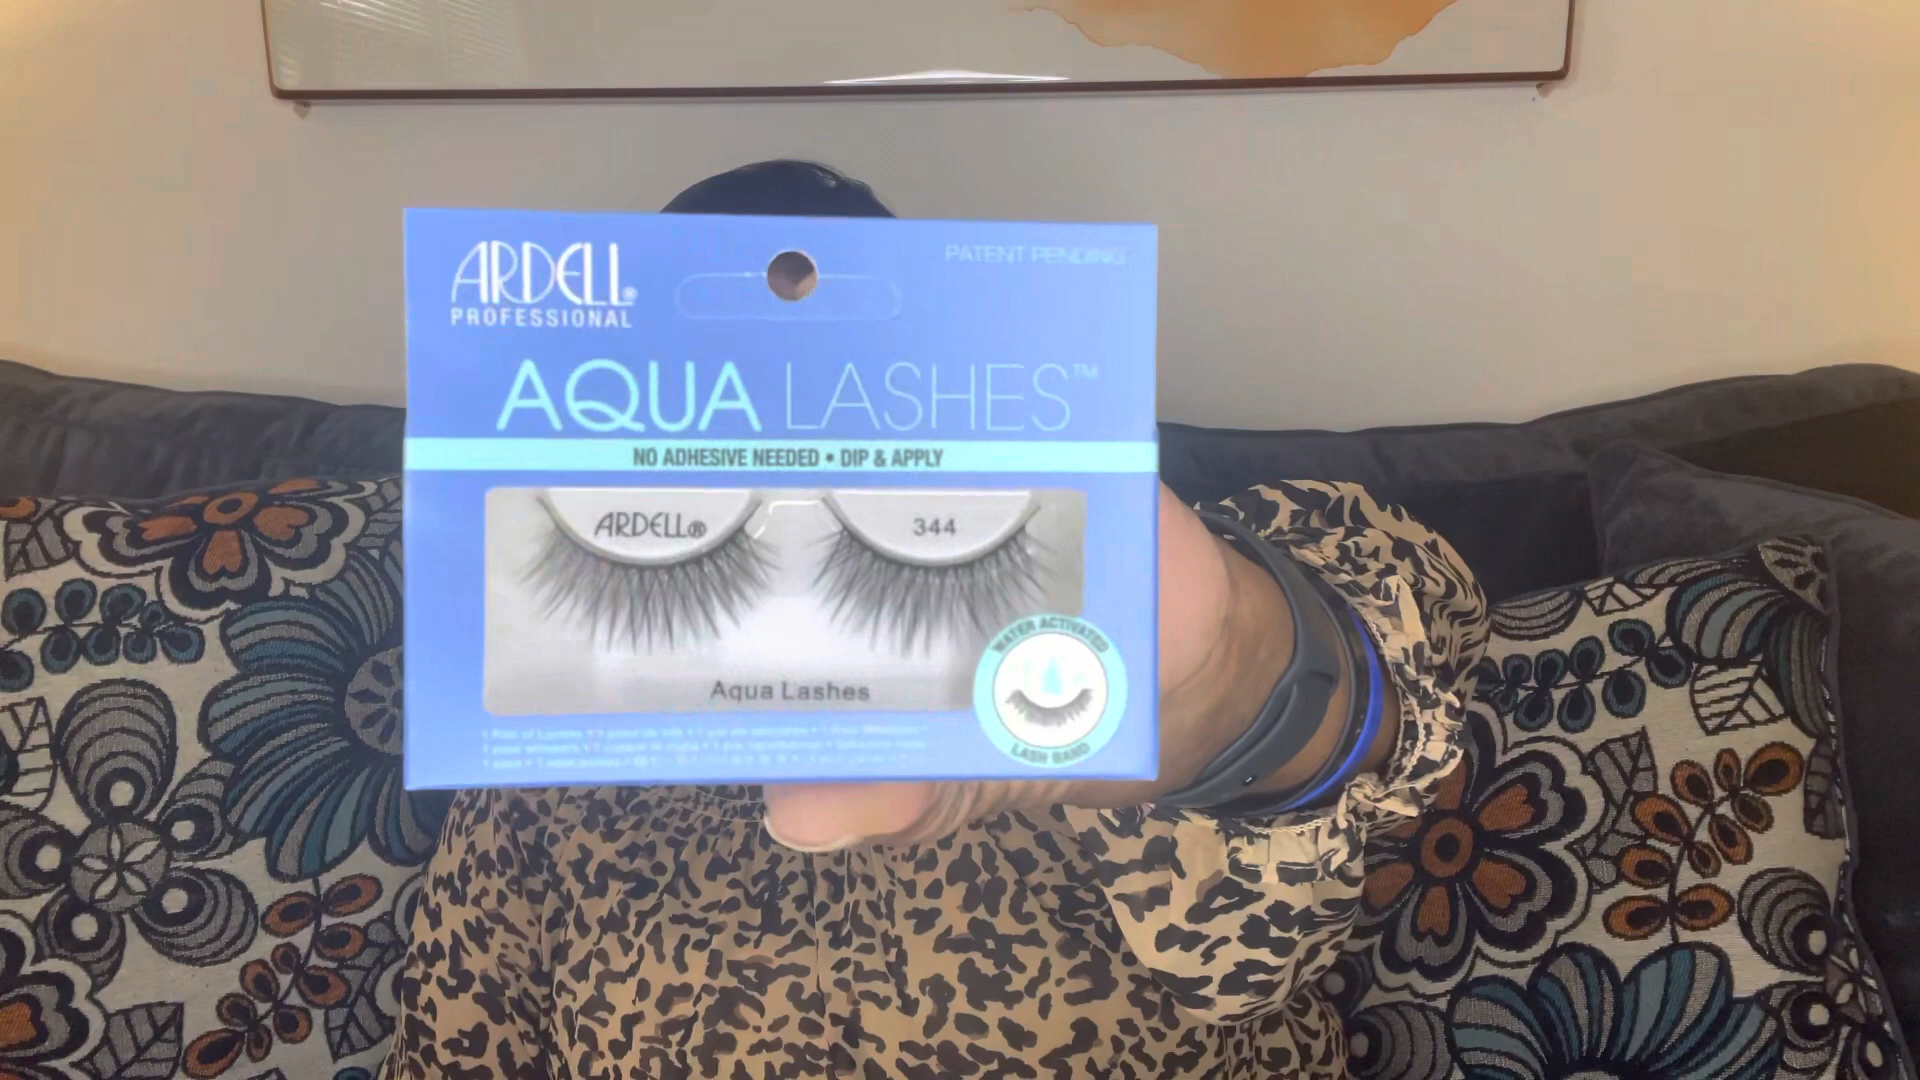 PATENT PENDING
ARDELL®
PROFESSIONAL
AQUA LASHES™
NO ADHESIVE NEEDED • DIP & APPLY
ARDELL®
344
WATER ACTIVATED
Aqua Lashes
LASH BAND